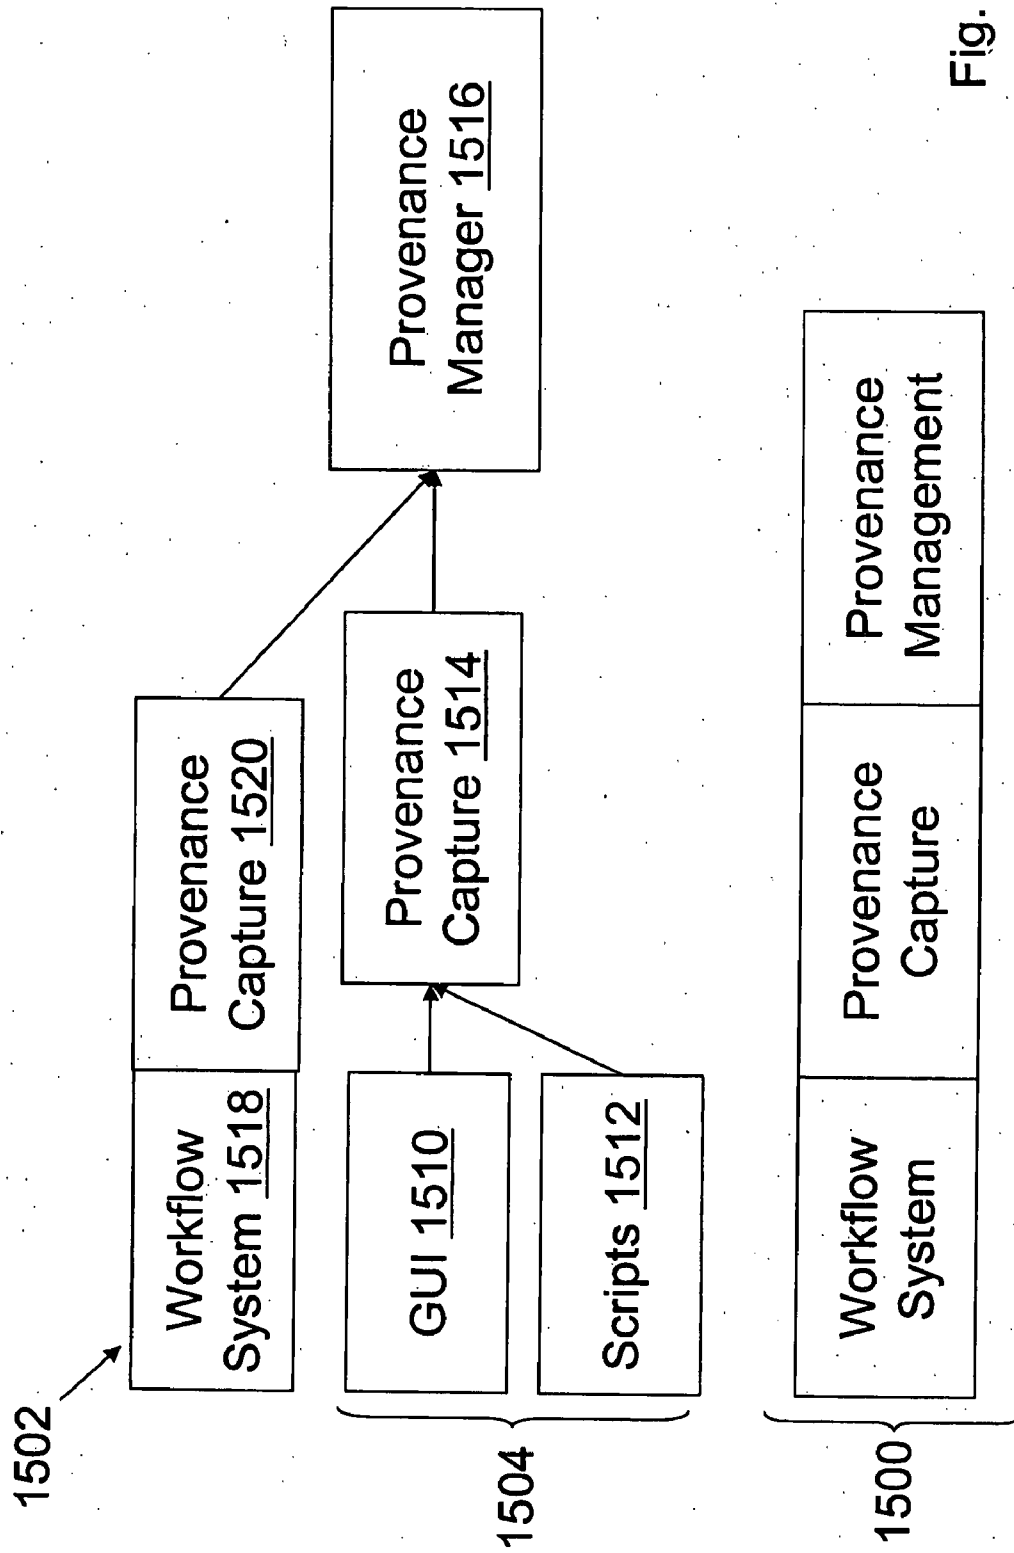 1502
Workflow
System 1518
Provenance
Capture 1520
1504
GUI 1510
Scripts 1512
Provenance
Capture 1514
Provenance
Manager 1516
1500
Workflow
System
Provenance
Capture
Provenance
Management
Fig.